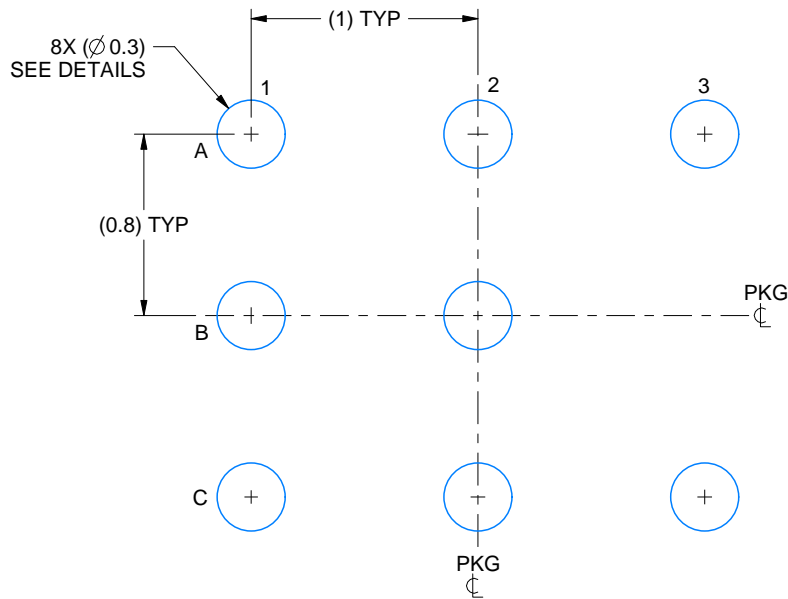 (1) TYP
8X (∅ 0.3)
SEE DETAILS
1
2
3
A
(0.8) TYP
B
PKG
℄
C
PKG
℄